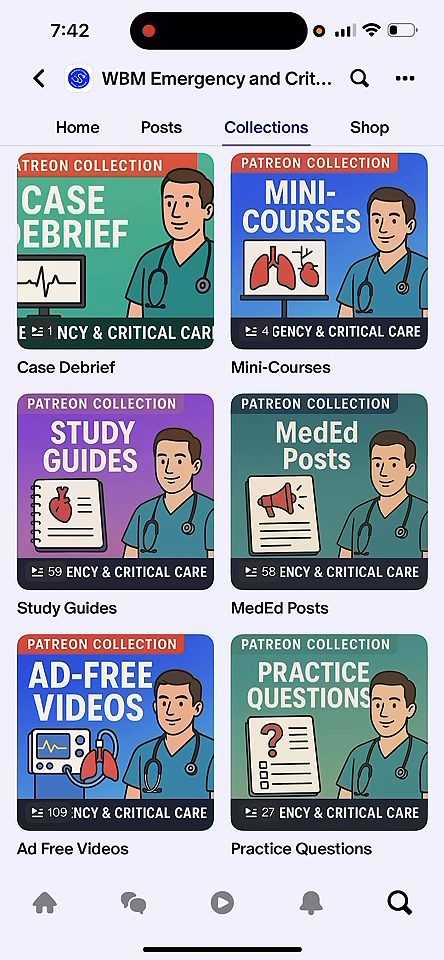 7:42
WBM Emergency and Crit...
Home
Posts
Collections
Shop
ATREON COLLECTION
CASE
DEBRIEF
E 1 NCY & CRITICAL CAR
Case Debrief
PATREON COLLECTION
MINI-
COURSES
4 GENCY & CRITICAL CARE
Mini-Courses
PATREON COLLECTION
STUDY
GUIDES
59 ENCY & CRITICAL CARE
Study Guides
PATREON COLLECTION
MedEd
Posts
58 ENCY & CRITICAL CARE
MedEd Posts
PATREON COLLECTION
AD-FREE
VIDEOS
109 NCY & CRITICAL CARE
Ad Free Videos
PATREON COLLECTION
PRACTICE
QUESTIONS
?
27 ENCY & CRITICAL CARE
Practice Questions